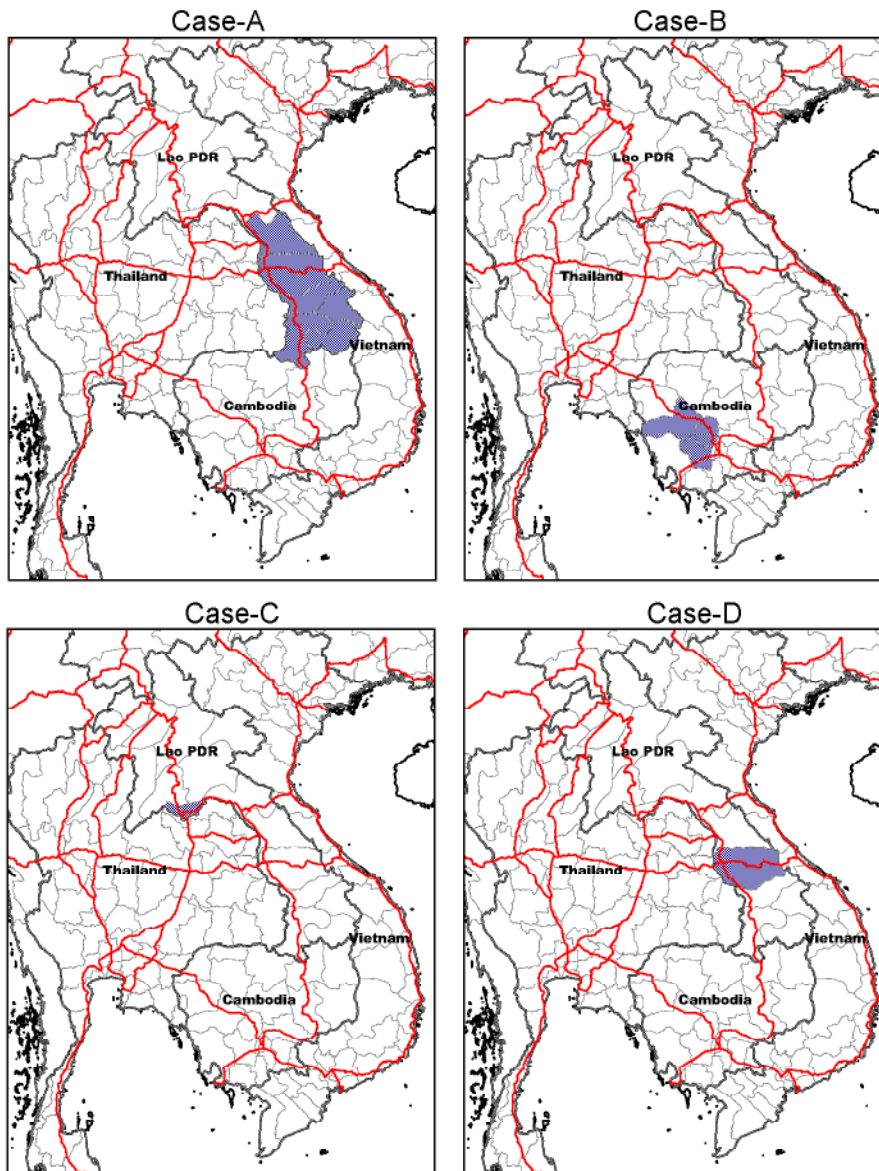 Case-A
Case-B
Lao PDR
Lao PDR
Thailand
Thailand
Vietnam
Vietnam
Cambodia
Cambodia
Case-C
Case-D
Lao PDR
Lao PDR
Thailand
Thailand
Vietnam
Vietnam
Cambodia
Cambodia